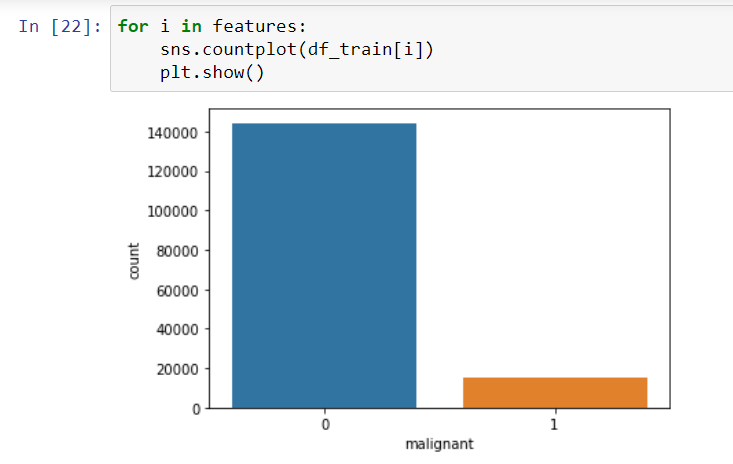 In [22]: for i in features:
sns.countplot(df_train[i])
plt.show()
140000
120000
100000
80000
60000
40000
20000
0
count
0 1
malignant